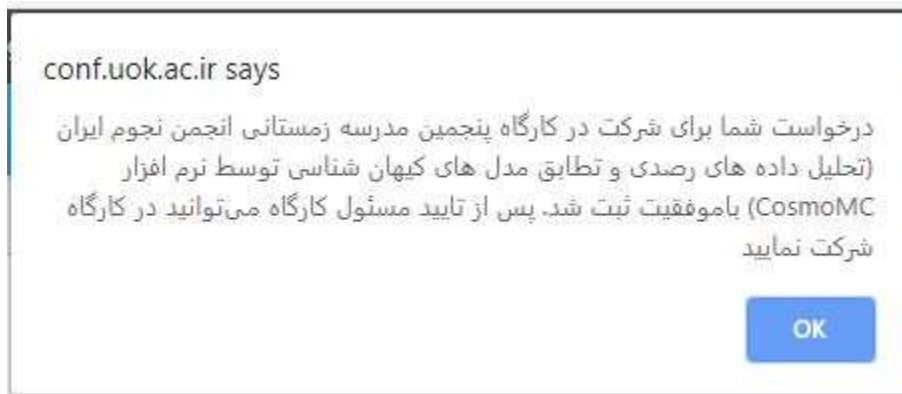 conf.uok.ac.ir says
درخواست شما برای شرکت در کارگاه پنجمین مدرسه زمستانی انجمن نجوم ایران
(تحلیل داده های رصدی و تطابق مدل های کیهان شناسی توسط نرم افزار
CosmoMC) باموفقیت ثبت شد. پس از تایید مسئول کارگاه می‌توانید در کارگاه
شرکت نمایید
OK